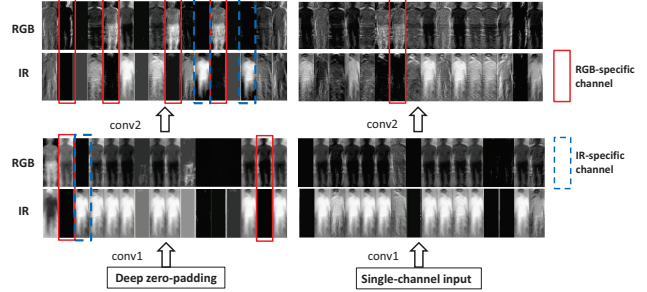 RGB
IR
RGB-specific
channel
conv2
conv2
RGB
IR-specific
channel
IR
conv1
conv1
Deep zero-padding
Single-channel input